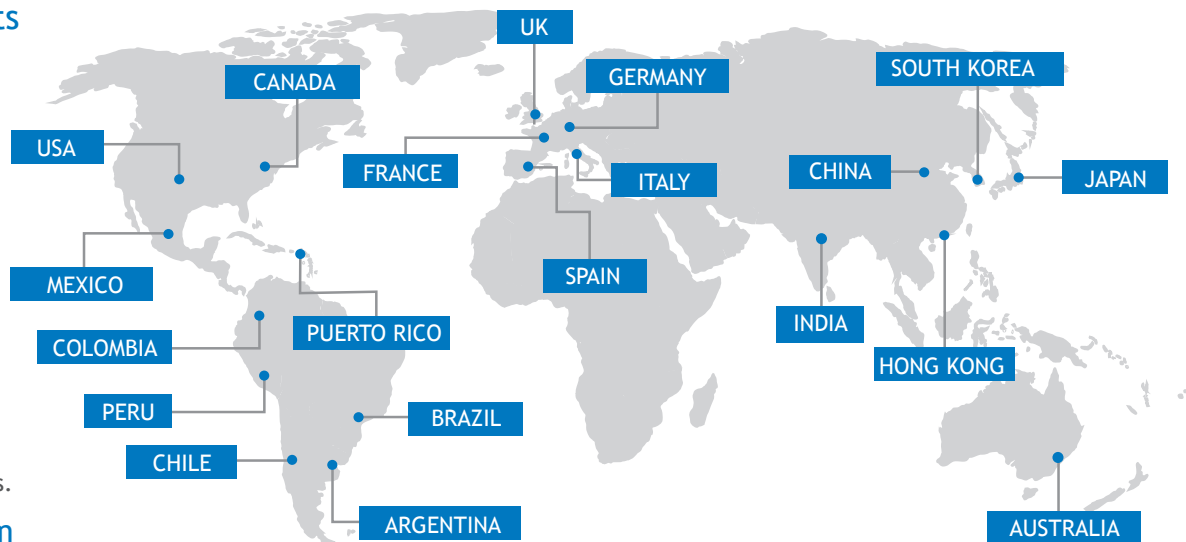 ts
UK
CANADA
GERMANY
SOUTH KOREA
USA
FRANCE
ITALY
CHINA
JAPAN
MEXICO
SPAIN
PUERTO RICO
INDIA
COLOMBIA
HONG KONG
PERU
BRAZIL
CHILE
s.
ARGENTINA
AUSTRALIA